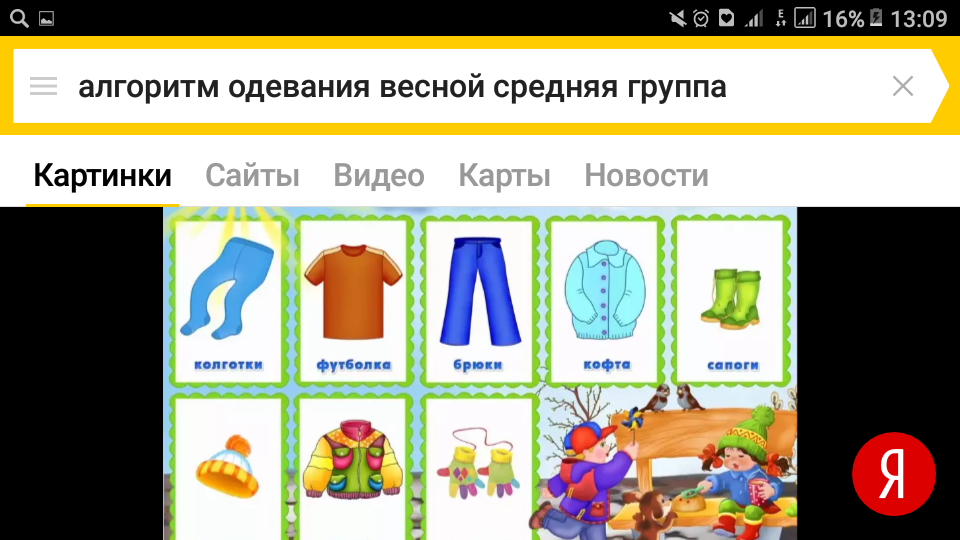 E 16% 13:09
алгоритм одевания весной средняя группа
Картинки Сайты Видео Карты Новости
колготки футболка брюки кофта сапоги
Я